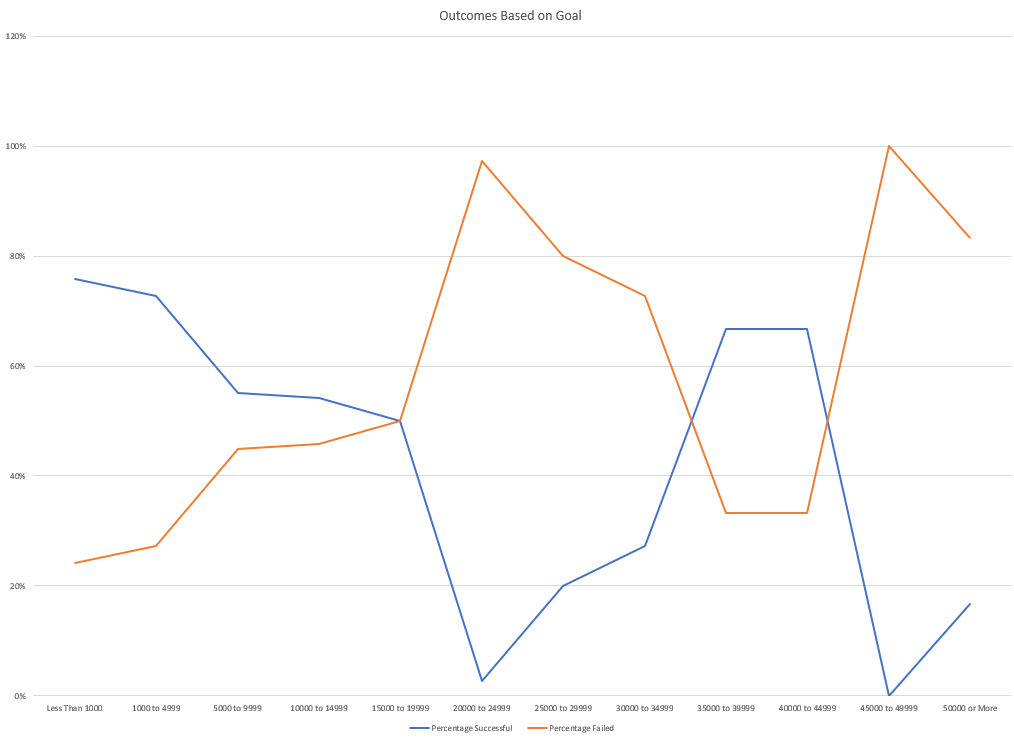 Outcomes Based on Goal
120%
100%
80%
60%
40%
20%
0%
Less Than 1000 1000 to 4999 5000 to 9999 10000 to 14999 15000 to 19999 20000 to 24999 25000 to 29999 30000 to 34999 35000 to 39999 40000 to 44999 45000 to 49999 50000 or More
Percentage Successful Percentage Failed